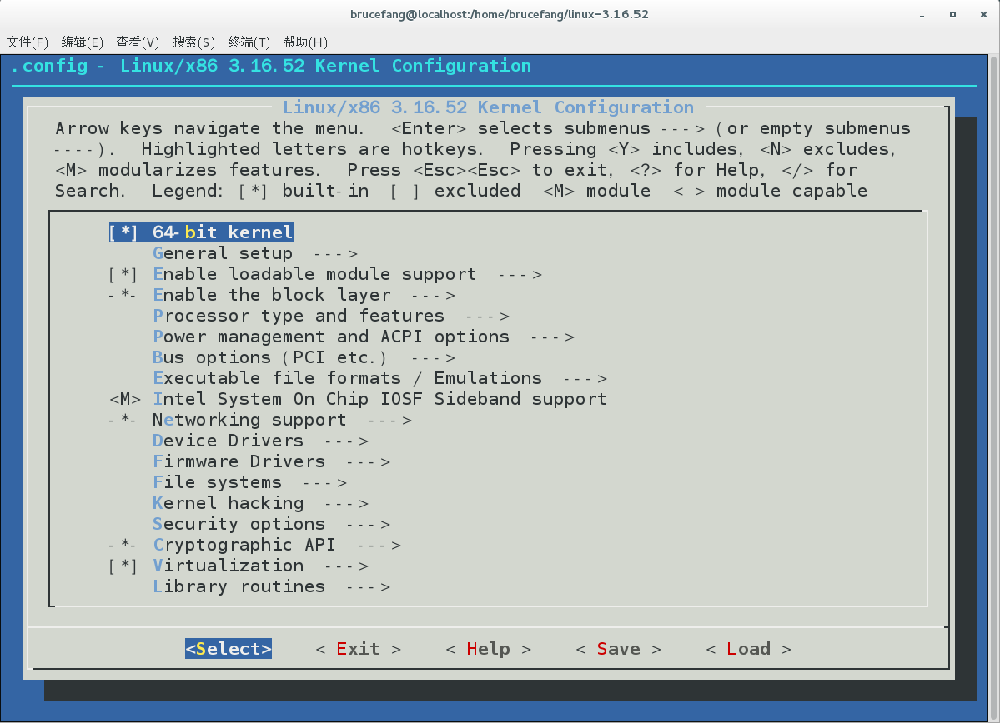 brucefang@localhost:/home/brucefang/linux-3.16.52
文件(F) 编辑(E) 查看(V) 搜索(S) 终端(T) 帮助(H)
.config - Linux/x86 3.16.52 Kernel Configuration
Linux/x86 3.16.52 Kernel Configuration
Arrow keys navigate the menu. <Enter> selects submenus ---> (or empty submenus
----). Highlighted letters are hotkeys. Pressing <Y> includes, <N> excludes,
<M> modularizes features. Press <Esc><Esc> to exit, <?> for Help, </> for
Search. Legend: [*] built-in [ ] excluded <M> module < > module capable
[*] 64-bit kernel
General setup --->
[*] Enable loadable module support --->
-*- Enable the block layer --->
Processor type and features --->
Power management and ACPI options --->
Bus options (PCI etc.) --->
Executable file formats / Emulations --->
<M> Intel System On Chip IOSF Sideband support
-*- Networking support --->
Device Drivers --->
Firmware Drivers --->
File systems --->
Kernel hacking --->
Security options --->
-*- Cryptographic API --->
[*] Virtualization --->
Library routines --->
<Select> < Exit > < Help > < Save > < Load >